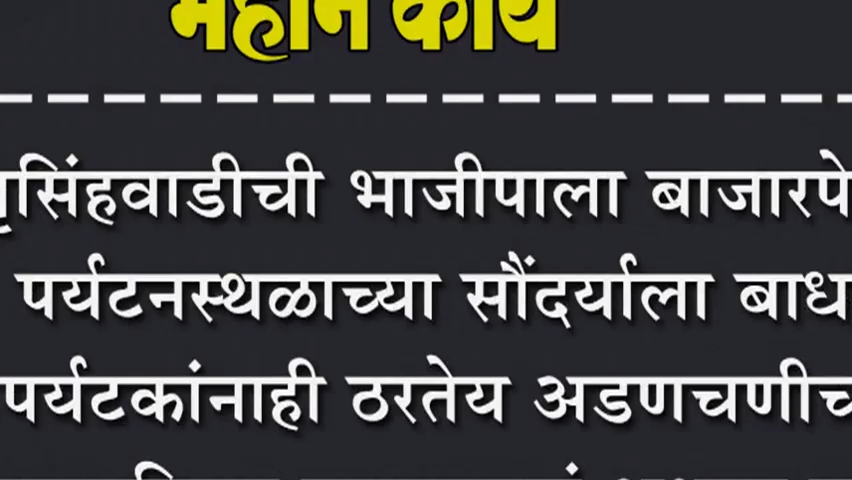 महान कार्य
नृसिंहवाडीची भाजीपाला बाजारपे
पर्यटनस्थळाच्या सौंदर्याला बाध
पर्यटकांनाही ठरतेय अडणचणीच